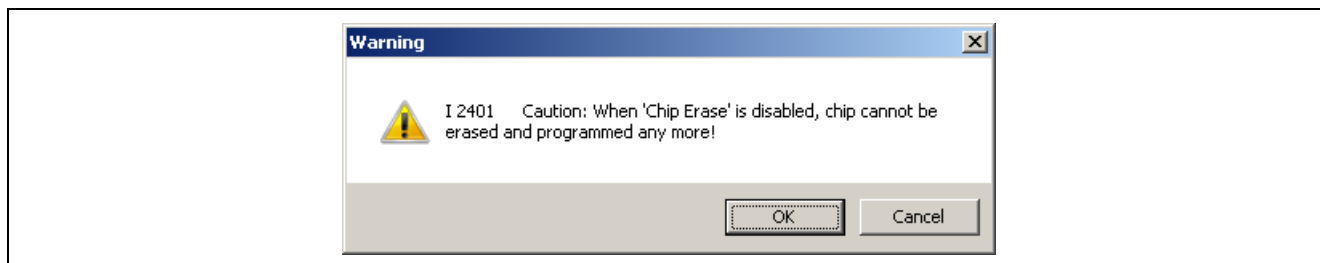 Warning
I 2401 Caution: When 'Chip Erase' is disabled, chip cannot be
erased and programmed any more!
OK Cancel